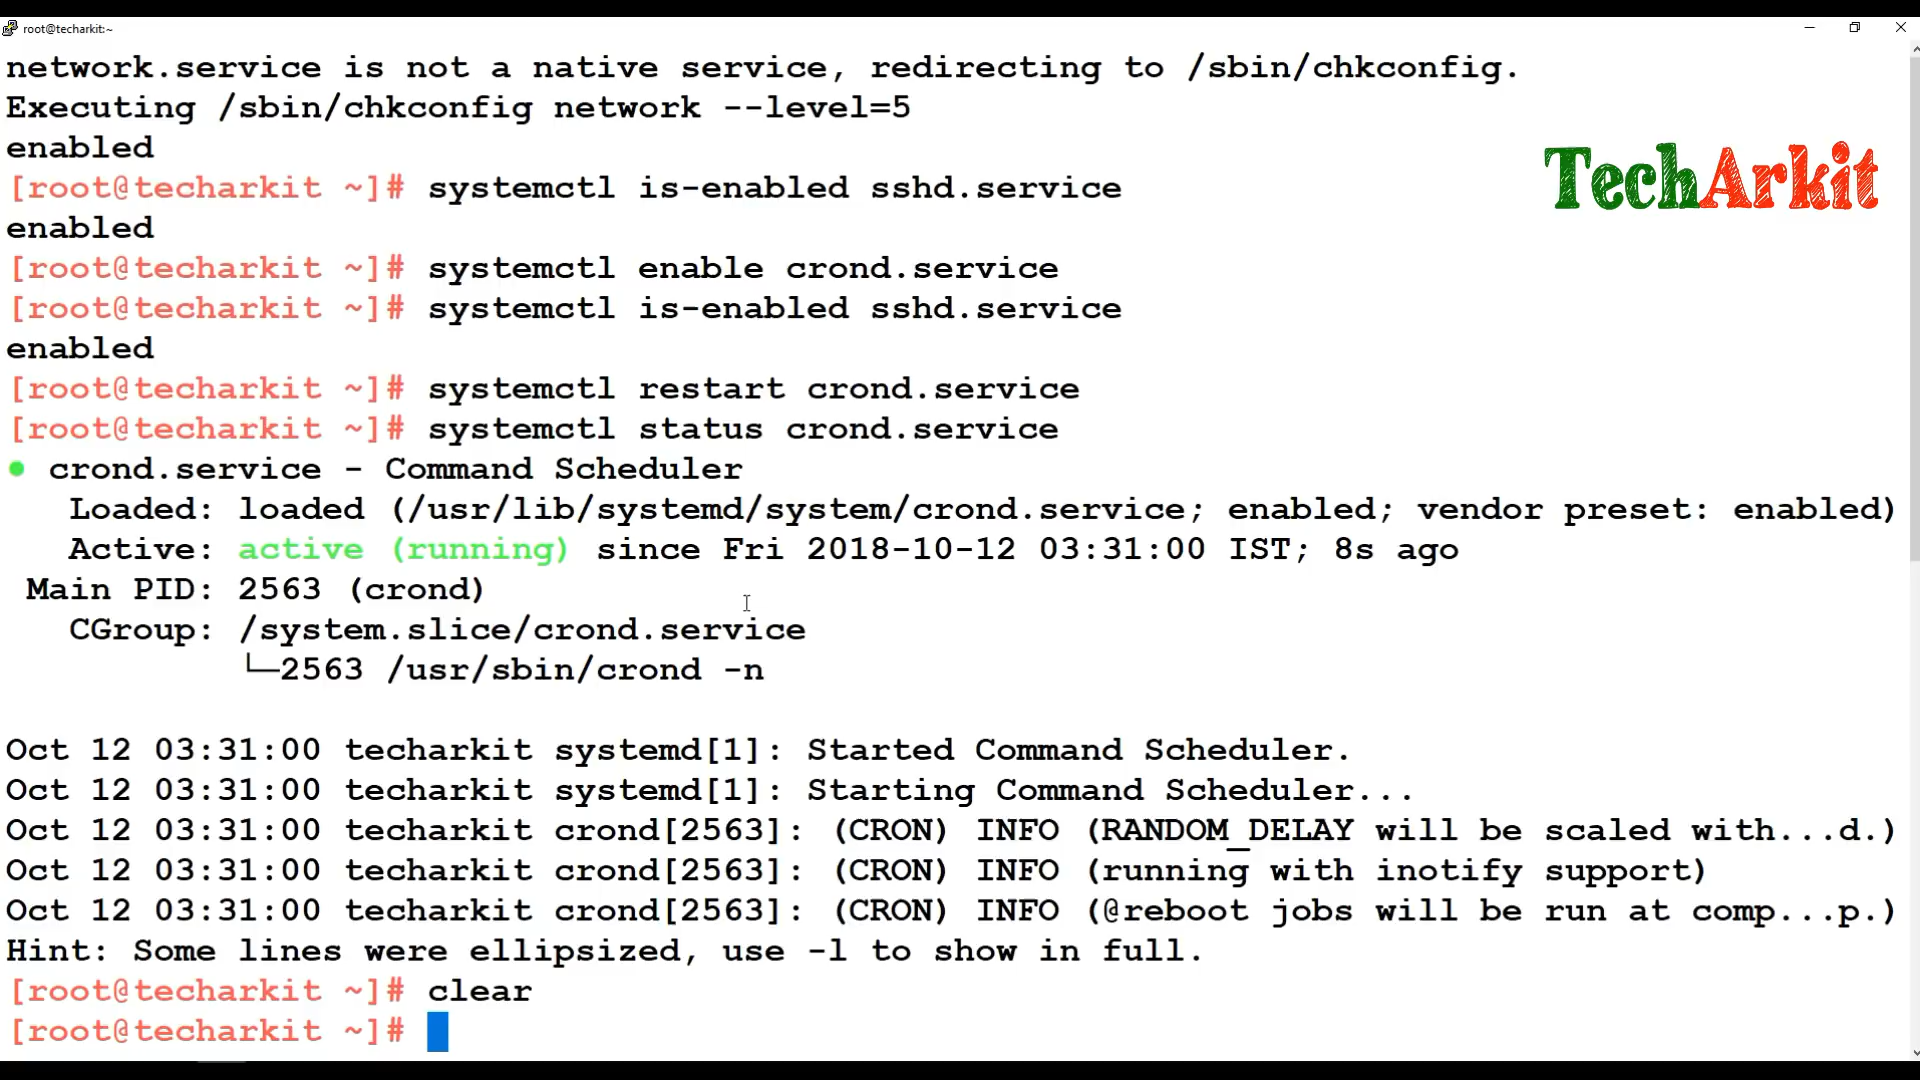 root@techarkit:~
network.service is not a native service, redirecting to /sbin/chkconfig.
Executing /sbin/chkconfig network --level=5
enabled
[root@techarkit ~]# systemctl is-enabled sshd.service
enabled
[root@techarkit ~]# systemctl enable crond.service
[root@techarkit ~]# systemctl is-enabled sshd.service
enabled
[root@techarkit ~]# systemctl restart crond.service
[root@techarkit ~]# systemctl status crond.service
● crond.service - Command Scheduler
   Loaded: loaded (/usr/lib/systemd/system/crond.service; enabled; vendor preset: enabled)
   Active: active (running) since Fri 2018-10-12 03:31:00 IST; 8s ago
 Main PID: 2563 (crond)
   CGroup: /system.slice/crond.service
           └─2563 /usr/sbin/crond -n
Oct 12 03:31:00 techarkit systemd[1]: Started Command Scheduler.
Oct 12 03:31:00 techarkit systemd[1]: Starting Command Scheduler...
Oct 12 03:31:00 techarkit crond[2563]: (CRON) INFO (RANDOM_DELAY will be scaled with...d.)
Oct 12 03:31:00 techarkit crond[2563]: (CRON) INFO (running with inotify support)
Oct 12 03:31:00 techarkit crond[2563]: (CRON) INFO (@reboot jobs will be run at comp...p.)
Hint: Some lines were ellipsized, use -l to show in full.
[root@techarkit ~]# clear
[root@techarkit ~]#
TechArkit